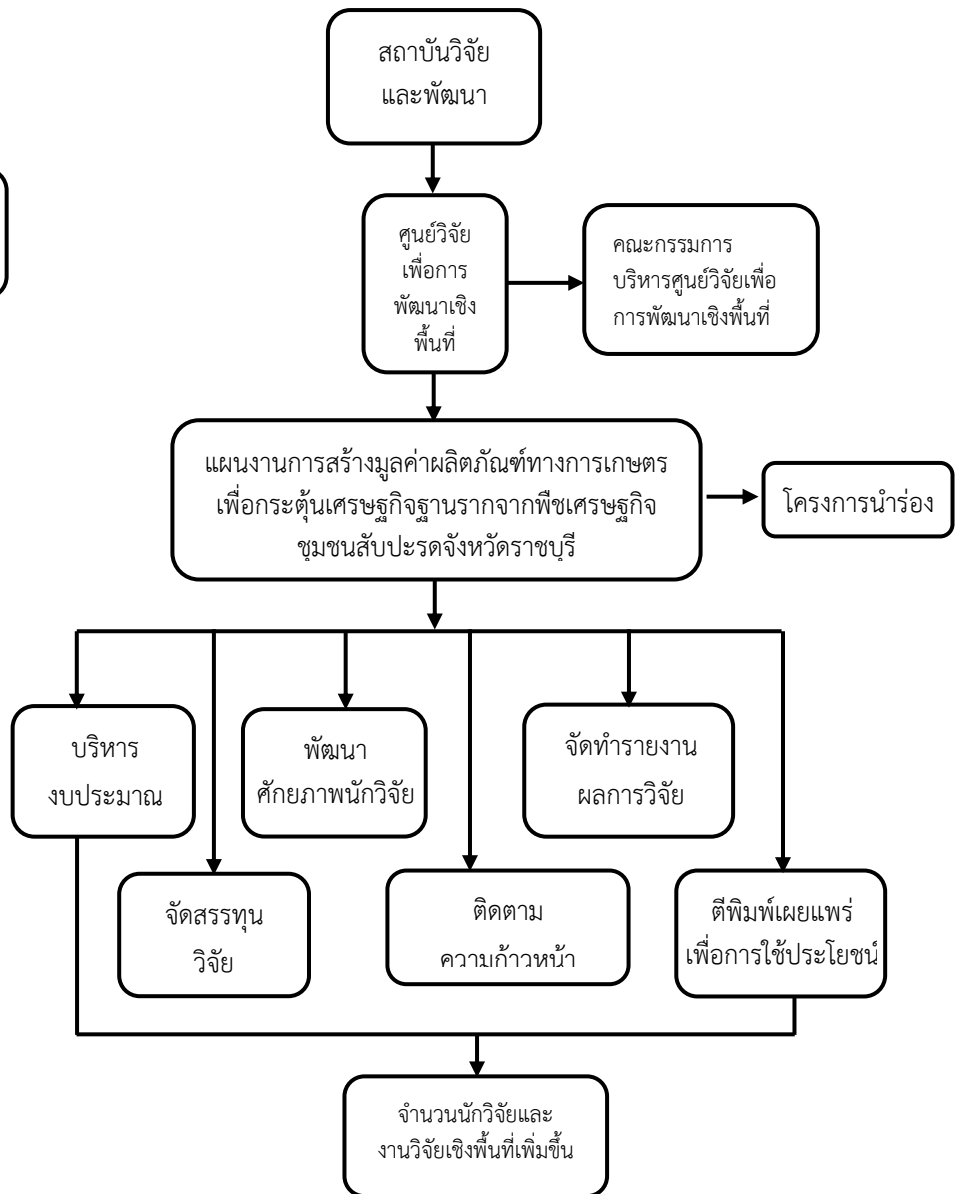 สถาบันวิจัย
และพัฒนา
ศูนย์วิจัย
เพื่อการ
พัฒนาเชิง
พื้นที่
คณะกรรมการ
บริหารศูนย์วิจัยเพื่อ
การพัฒนาเชิงพื้นที่
แผนงานการสร้างมูลค่าผลิตภัณฑ์ทางการเกษตร
เพื่อกระตุ้นเศรษฐกิจฐานรากจากพืชเศรษฐกิจ
ชุมชนสับปะรดจังหวัดราชบุรี
โครงการนำร่อง
บริหาร
งบประมาณ
พัฒนา
ศักยภาพนักวิจัย
จัดทำรายงาน
ผลการวิจัย
จัดสรรทุน
วิจัย
ติดตาม
ความก้าวหน้า
ตีพิมพ์เผยแพร่
เพื่อการใช้ประโยชน์
จำนวนนักวิจัยและ
งานวิจัยเชิงพื้นที่เพิ่มขึ้น